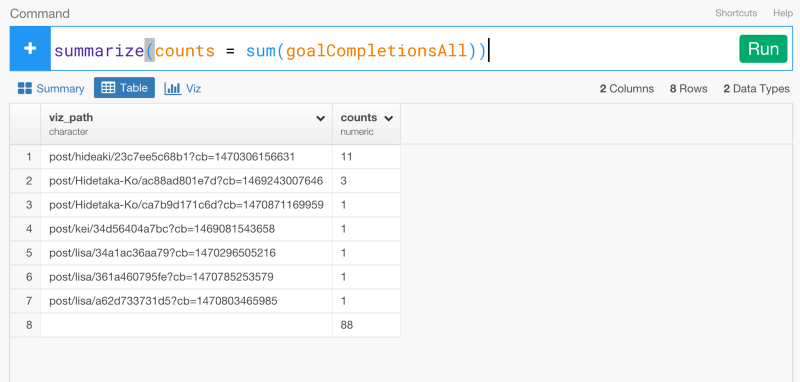 Command
Shortcuts Help
+ summarize(counts = sum(goalCompletionsAll)) Run
Summary Table Viz 2 Columns 8 Rows 2 Data Types
viz_path counts
character numeric
1 post/hideaki/23c7ee5c68b1?cb=1470306156631 11
2 post/Hidetaka-Ko/ac88ad801e7d?cb=1469243007646 3
3 post/Hidetaka-Ko/ca7b9d171c6d?cb=1470871169959 1
4 post/kei/34d56404a7bc?cb=1469081543658 1
5 post/lisa/34a1ac36aa79?cb=1470296505216 1
6 post/lisa/361a460795fe?cb=1470785253579 1
7 post/lisa/a62d733731d5?cb=1470803465985 1
8 88